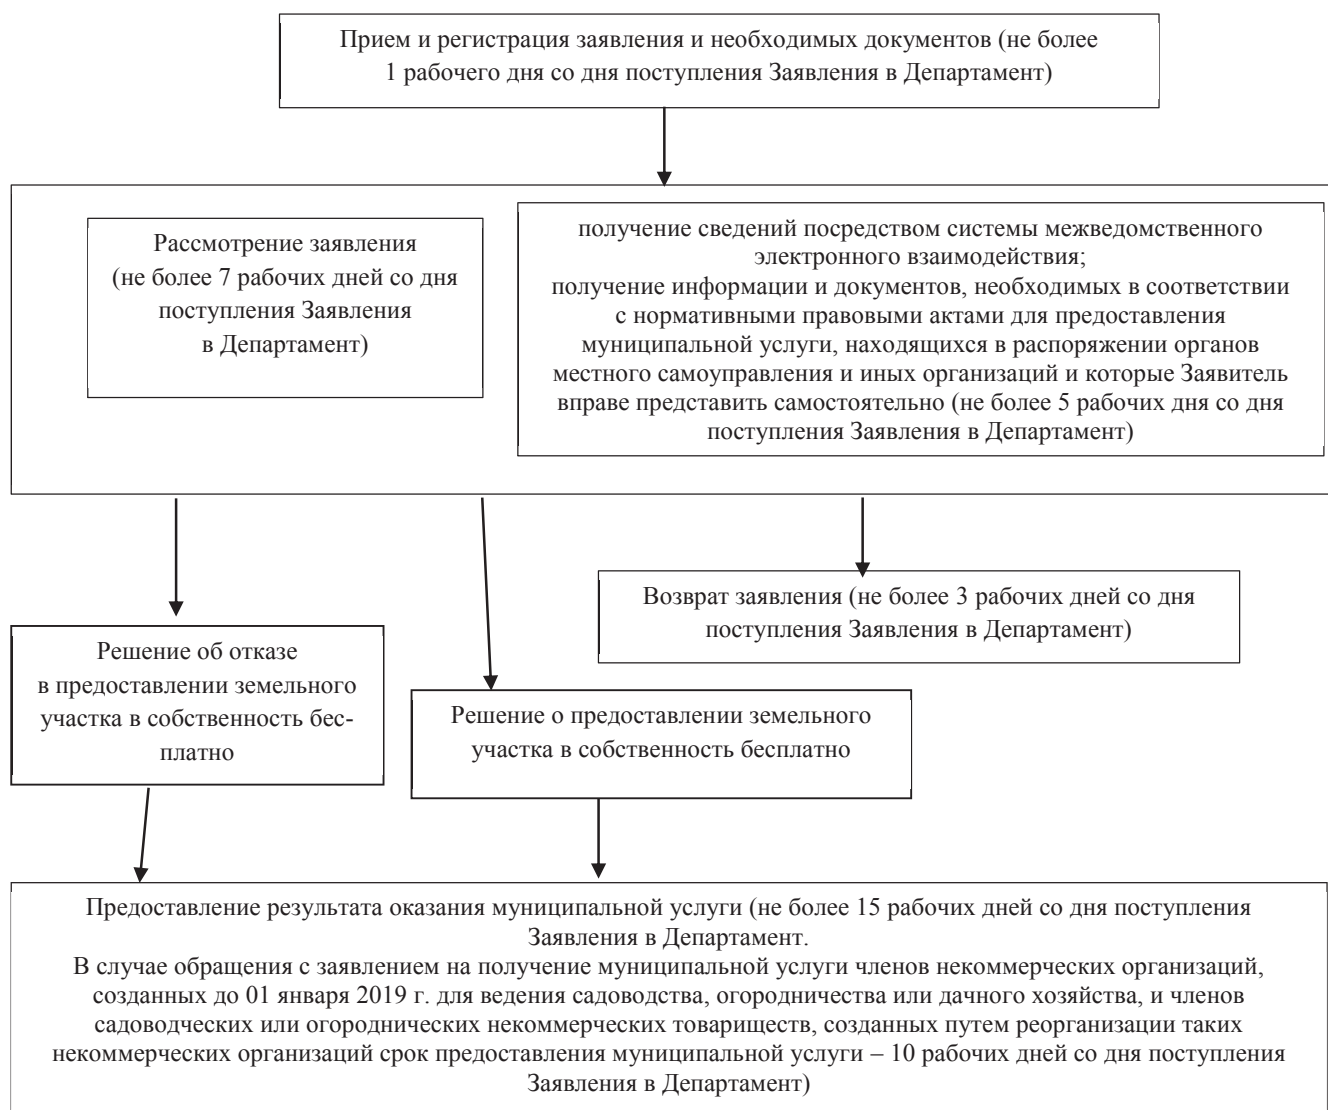 Прием и регистрация заявления и необходимых документов (не более
1 рабочего дня со дня поступления Заявления в Департамент)
Рассмотрение заявления
(не более 7 рабочих дней со дня
поступления Заявления
в Департамент)
получение сведений посредством системы межведомственного
электронного взаимодействия;
получение информации и документов, необходимых в соответствии
с нормативными правовыми актами для предоставления
муниципальной услуги, находящихся в распоряжении органов
местного самоуправления и иных организаций и которые Заявитель
вправе представить самостоятельно (не более 5 рабочих дня со дня
поступления Заявления в Департамент)
Возврат заявления (не более 3 рабочих дней со дня
поступления Заявления в Департамент)
Решение об отказе
в предоставлении земельного
участка в собственность бес-
платно
Решение о предоставлении земельного
участка в собственность бесплатно
Предоставление результата оказания муниципальной услуги (не более 15 рабочих дней со дня поступления
Заявления в Департамент.
В случае обращения с заявлением на получение муниципальной услуги членов некоммерческих организаций,
созданных до 01 января 2019 г. для ведения садоводства, огородничества или дачного хозяйства, и членов
садоводческих или огороднических некоммерческих товариществ, созданных путем реорганизации таких
некоммерческих организаций срок предоставления муниципальной услуги – 10 рабочих дней со дня поступления
Заявления в Департамент)